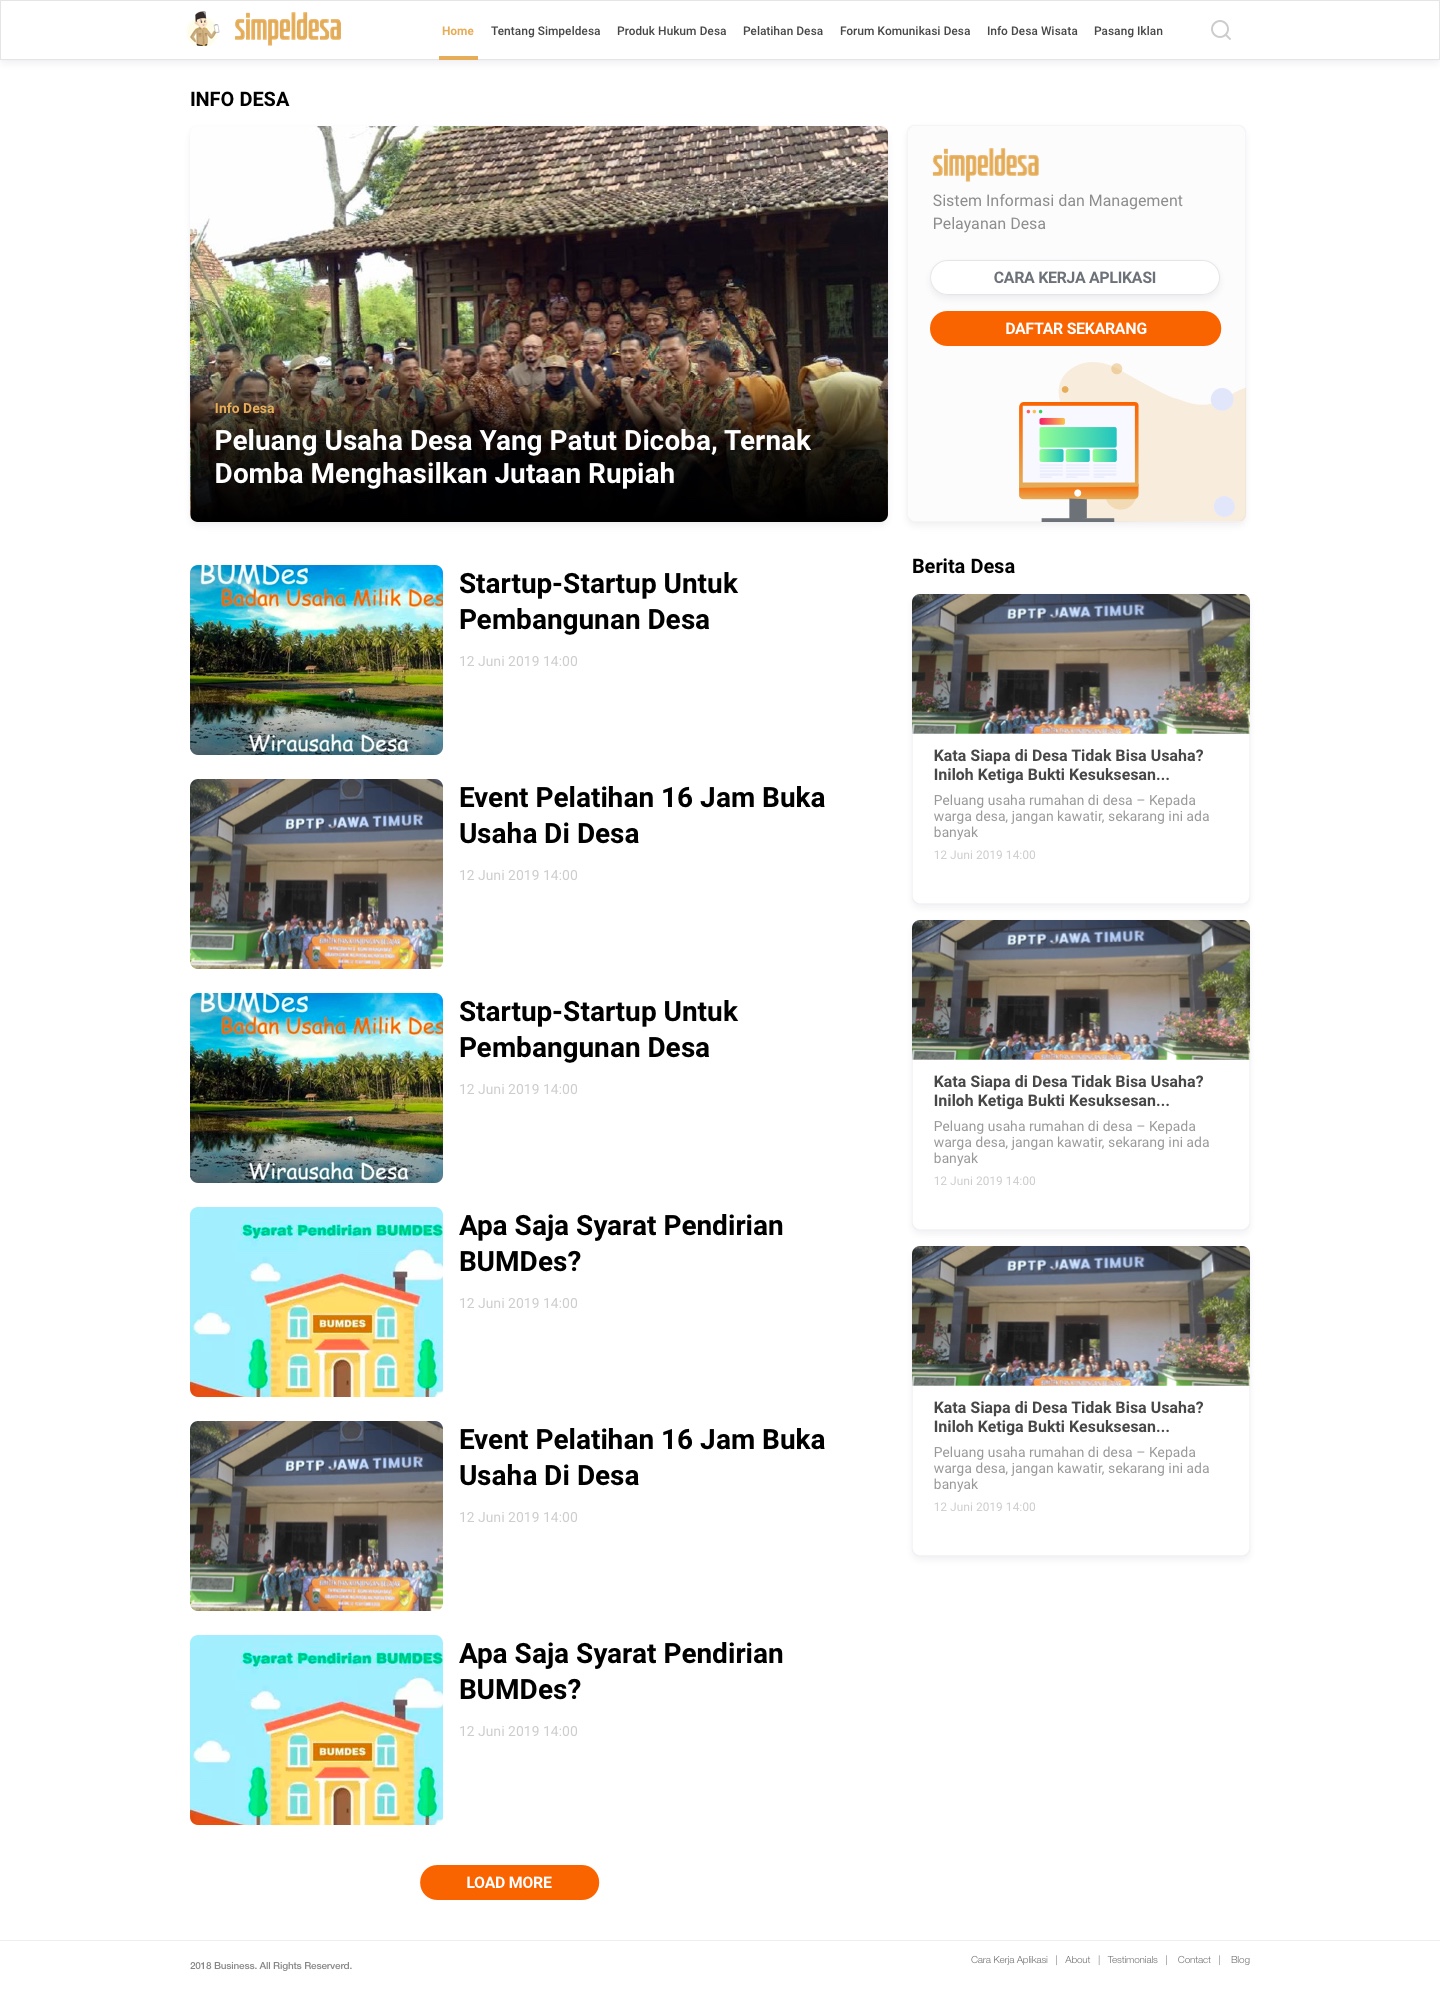 simpeldesa
Home Tentang Simpeldesa Produk Hukum Desa Pelatihan Desa Forum Komunikasi Desa Info Desa Wisata Pasang Iklan
INFO DESA
Info Desa
Peluang Usaha Desa Yang Patut Dicoba, Ternak
Domba Menghasilkan Jutaan Rupiah
simpeldesa
Sistem Informasi dan Management
Pelayanan Desa
CARA KERJA APLIKASI
DAFTAR SEKARANG
BUMDes
Badan Usaha Milik Des
Wirausaha Desa
Startup-Startup Untuk
Pembangunan Desa
12 Juni 2019 14:00
BPTP JAWA TIMUR
Event Pelatihan 16 Jam Buka
Usaha Di Desa
12 Juni 2019 14:00
BUMDes
Badan Usaha Milik Des
Wirausaha Desa
Startup-Startup Untuk
Pembangunan Desa
12 Juni 2019 14:00
Syarat Pendirian BUMDES
BUMDES
Apa Saja Syarat Pendirian
BUMDes?
12 Juni 2019 14:00
BPTP JAWA TIMUR
Event Pelatihan 16 Jam Buka
Usaha Di Desa
12 Juni 2019 14:00
Syarat Pendirian BUMDES
BUMDES
Apa Saja Syarat Pendirian
BUMDes?
12 Juni 2019 14:00
LOAD MORE
Berita Desa
BPTP JAWA TIMUR
Kata Siapa di Desa Tidak Bisa Usaha?
Iniloh Ketiga Bukti Kesuksesan...
Peluang usaha rumahan di desa – Kepada
warga desa, jangan kawatir, sekarang ini ada
banyak
12 Juni 2019 14:00
BPTP JAWA TIMUR
Kata Siapa di Desa Tidak Bisa Usaha?
Iniloh Ketiga Bukti Kesuksesan...
Peluang usaha rumahan di desa – Kepada
warga desa, jangan kawatir, sekarang ini ada
banyak
12 Juni 2019 14:00
BPTP JAWA TIMUR
Kata Siapa di Desa Tidak Bisa Usaha?
Iniloh Ketiga Bukti Kesuksesan...
Peluang usaha rumahan di desa – Kepada
warga desa, jangan kawatir, sekarang ini ada
banyak
12 Juni 2019 14:00
2018 Business. All Rights Reserverd.
Cara Kerja Aplikasi | About | Testimonials | Contact | Blog